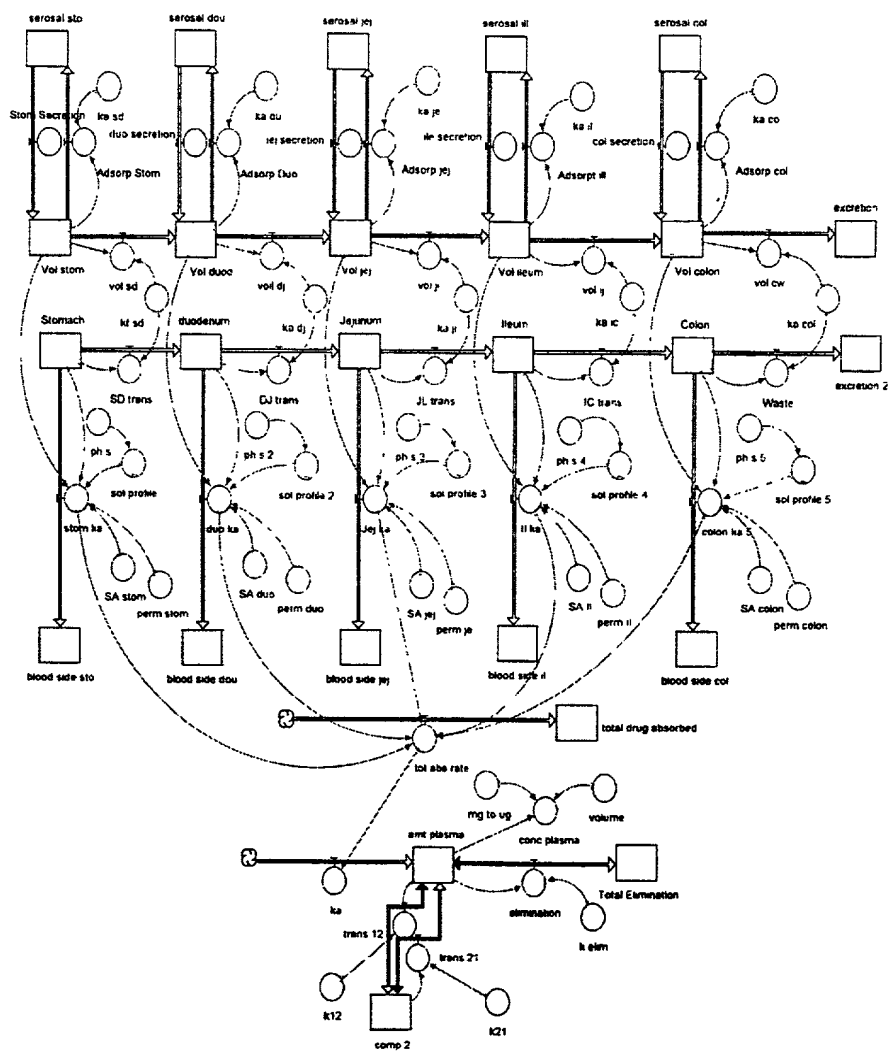 serosal sto
serosal dou
serosal jej
serosal ill
serosal col
Stom Secretion
ka sd
duo secretion
ka du
jej secretion
ka je
ile secretion
ka il
col secretion
ka co
Adsorp Stom
Adsorp Duo
Adsorp jej
Adsorpt ill
Adsorp col
excretion
Vol stom
vol sd
Vol duod
vol dj
Vol jej
vol ji
Vol ileum
vol ij
Vol colon
vol cw
Stomach
kt sd
duodenum
ka dj
Jejunum
ka ji
Ileum
ka ic
Colon
ka col
SD trans
DJ trans
JL trans
IC trans
Waste
excretion 2
ph s
ph s 2
ph s 3
ph s 4
ph s 5
sol profile
sol profile 2
sol profile 3
sol profile 4
sol profile 5
stom ka
duo ka
Jej ka
Il ka
colon ka 5
SA stom
perm stom
SA duo
perm duo
SA jej
perm je
SA il
perm il
SA colon
perm colon
blood side sto
blood side dou
blood side jej
blood side il
blood side col
total drug absorbed
tot abs rate
mg to ug
volume
amt plasma
conc plasma
ka
elimination
Total Elimination
trans 12
k elim
trans 21
k12
k21
comp 2